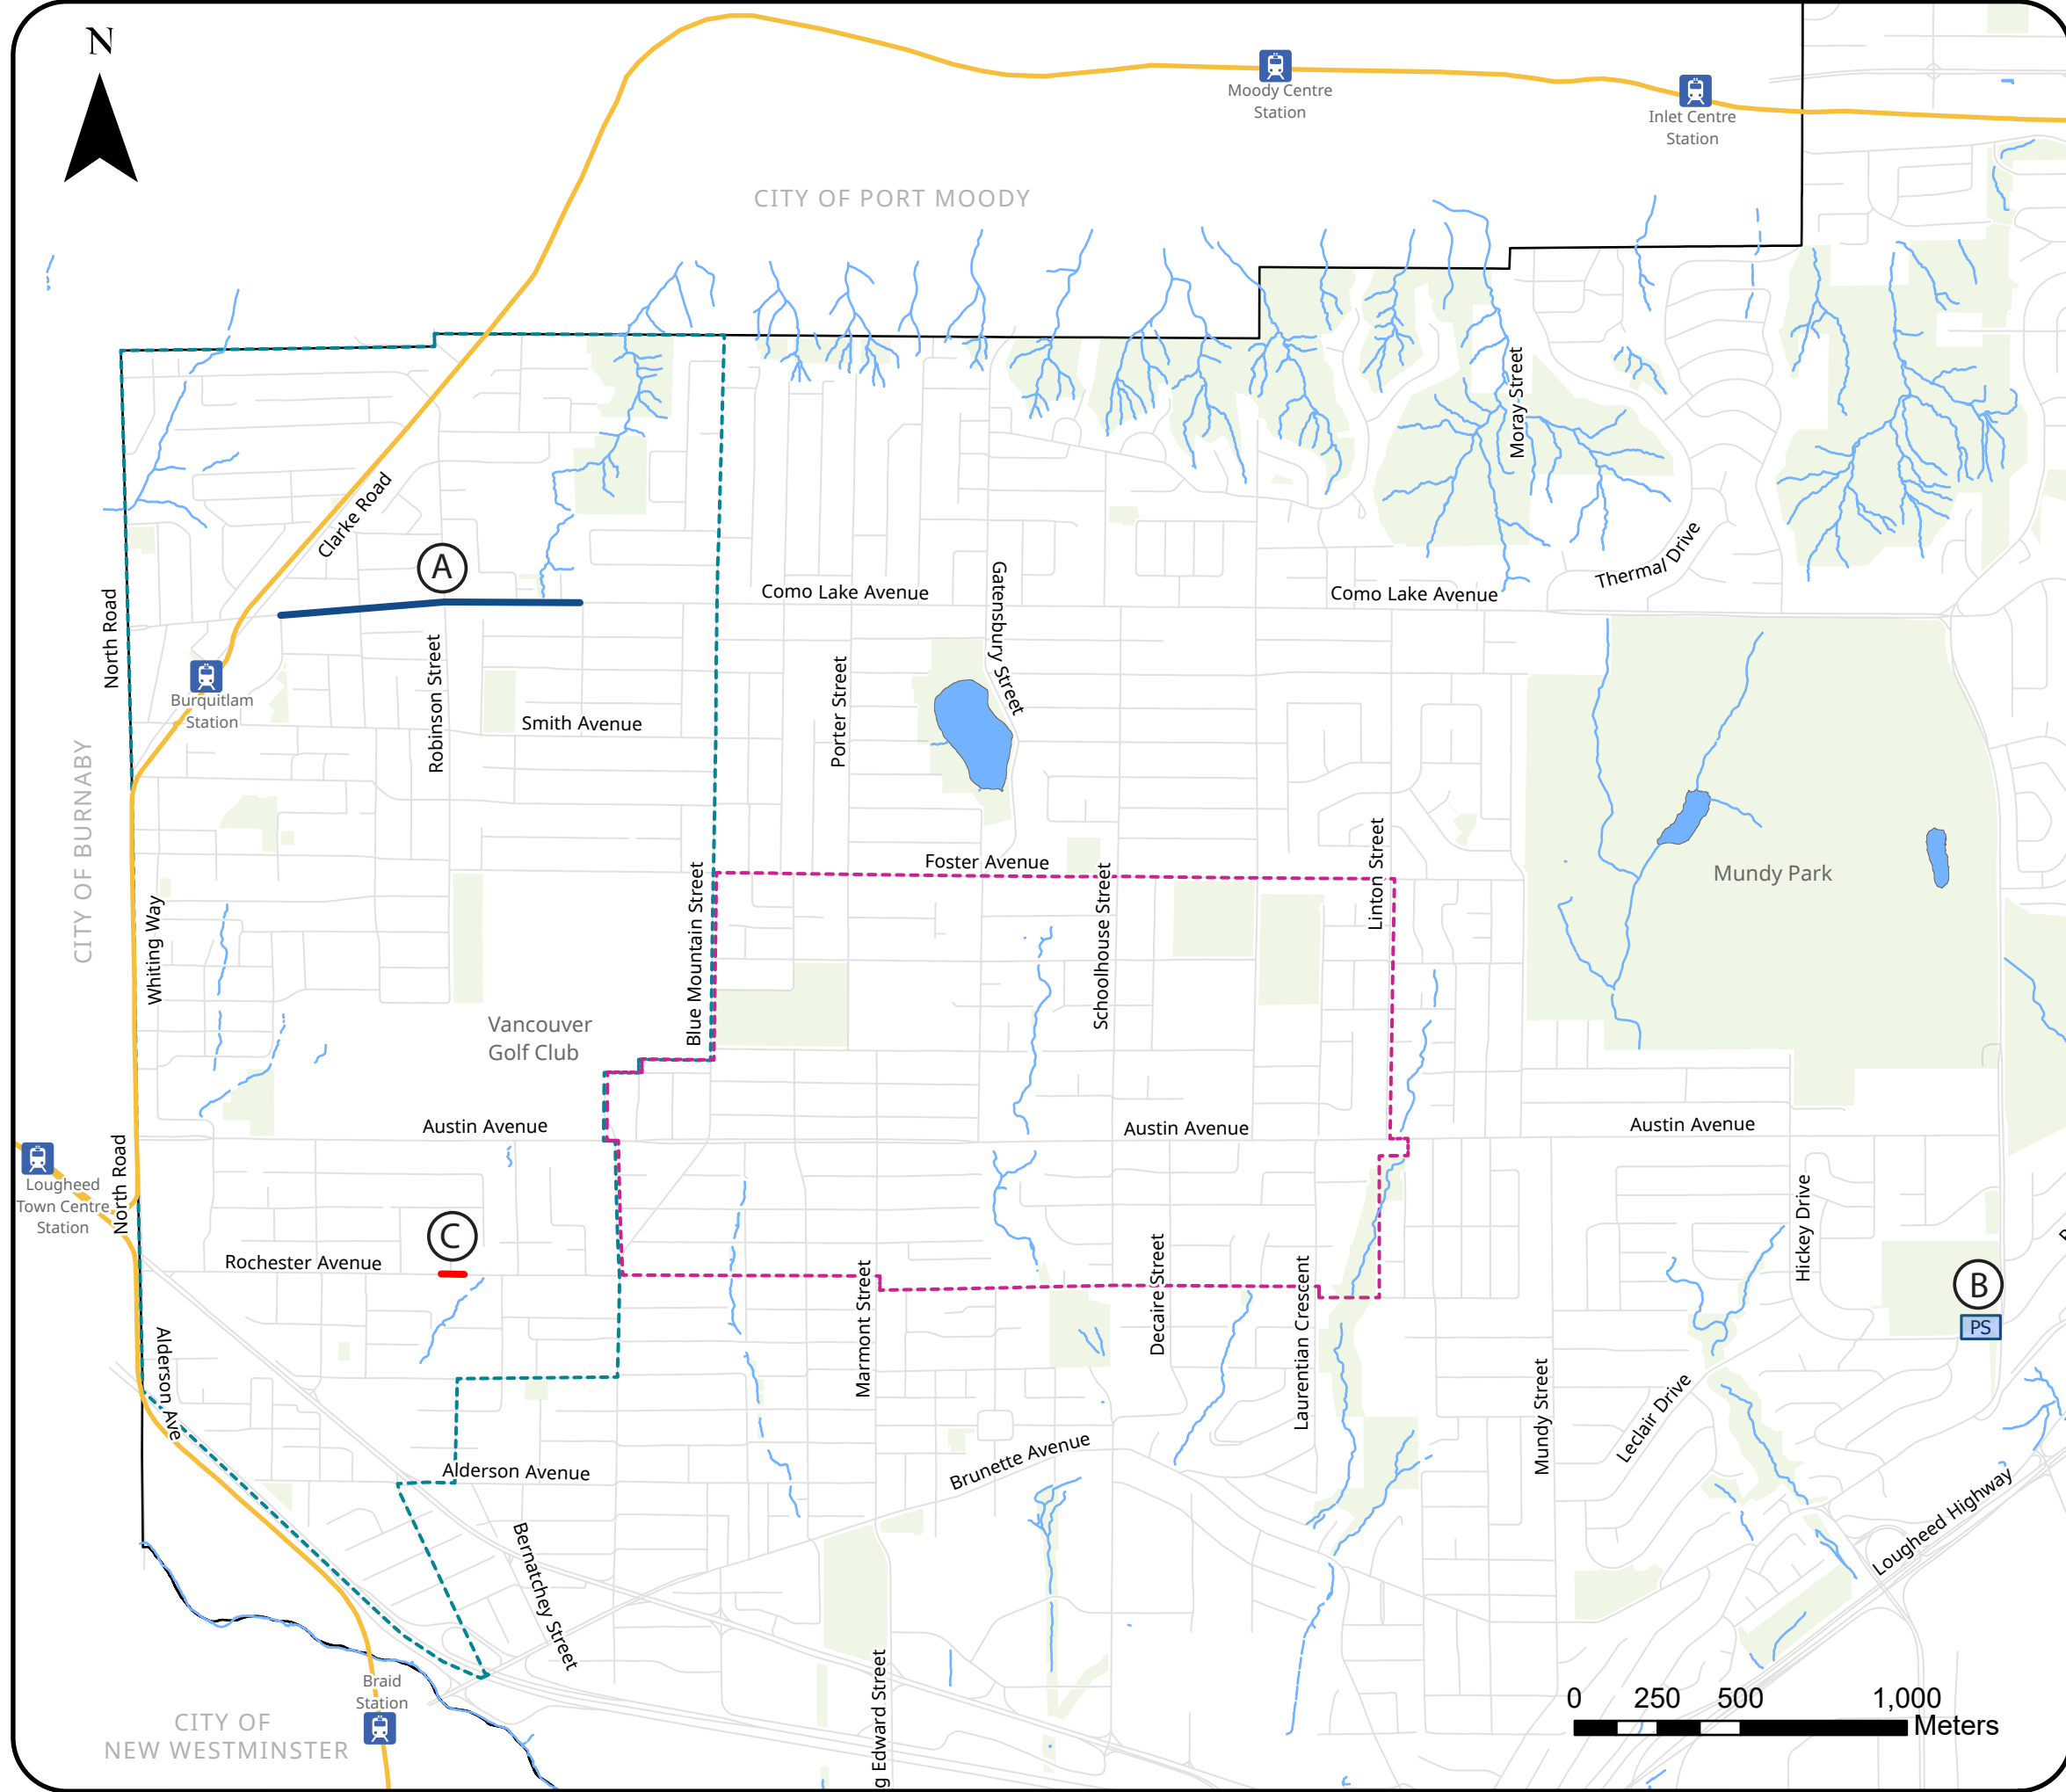 N
Moody Centre
Station
Inlet Centre
Station
CITY OF PORT MOODY
Moray Street
Clarke Road
Thermal Drive
A
Como Lake Avenue
Gatensbury Street
Como Lake Avenue
North Road
Robinson Street
Porter Street
Burquitlam
Station
Smith Avenue
CITY OF BURNABY
Linton Street
Foster Avenue
Mundy Park
Blue Mountain Street
Schoolhouse Street
Whiting Way
Vancouver
Golf Club
Austin Avenue
Austin Avenue
Austin Avenue
North Road
Lougheed
Town Centre
Station
Hickey Drive
C
Rochester Avenue
Decaire Street
Laurentian Crescent
Marmont Street
B
PS
Alderson Ave
Mundy Street
Leclair Drive
Brunette Avenue
Alderson Avenue
Lougheed Highway
Bernatchey Street
g Edward Street
Braid
Station
CITY OF
NEW WESTMINSTER
0 250 500 1,000
Meters